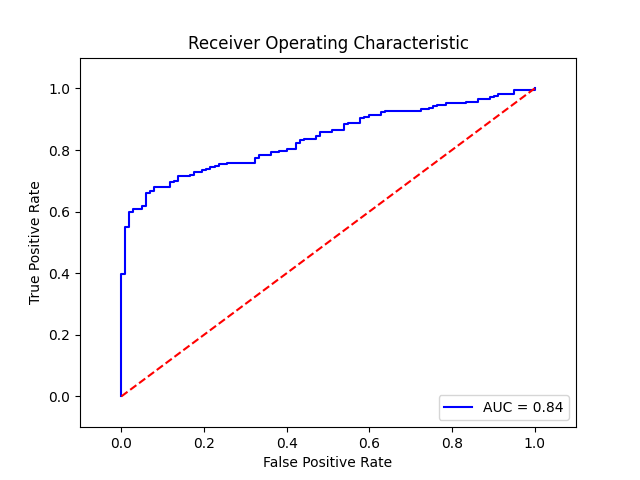 Receiver Operating Characteristic
True Positive Rate
1.0
0.8
0.6
0.4
0.2
0.0
AUC = 0.84
0.0 0.2 0.4 0.6 0.8 1.0
False Positive Rate